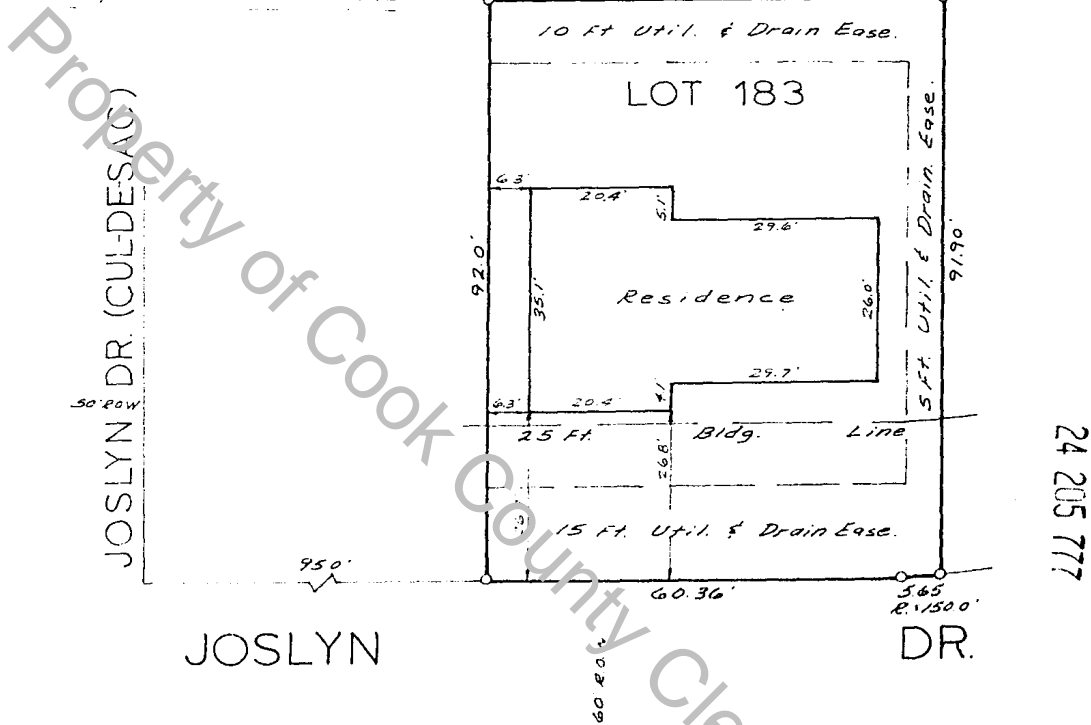 10 Ft Util. & Drain Ease.
LOT 183
5 Ft. Util. & Drain. Ease.
JOSLYN DR. (CUL-DE-SAC)
50' ROW
6.3'
20.4'
5.1'
29.6'
92.0'
35.1'
Residence
26.0'
91.90'
29.7'
4.1'
6.3'
20.4'
25 Ft. Bldg. Line
26.8'
15 Ft. Util. & Drain Ease.
95.0'
60.36'
5.65
R.=150.0'
JOSLYN DR.
60 R.O.W
24 205 777
Property of Cook County Cle